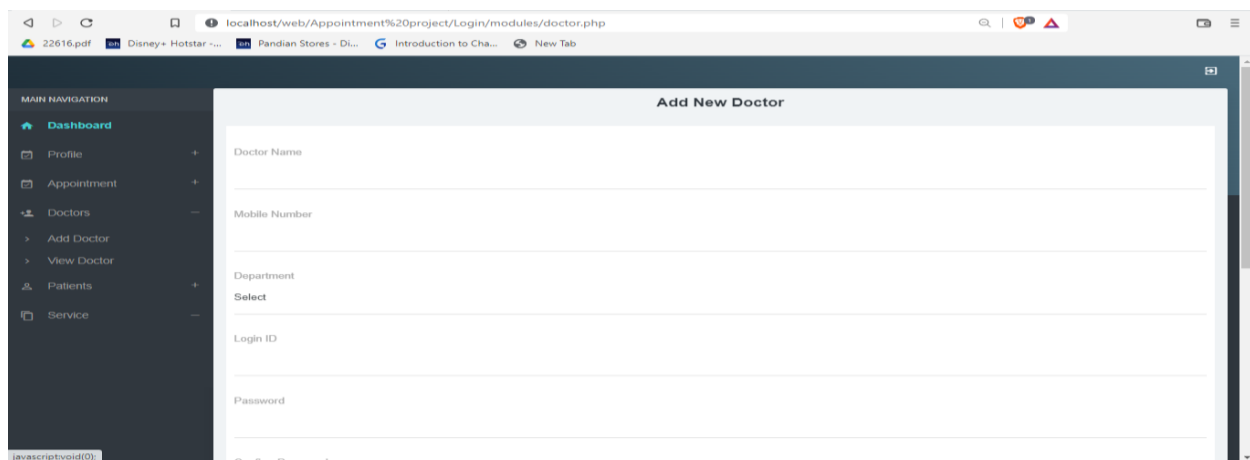 localhost/web/Appointment%20project/Login/modules/doctor.php
22616.pdf Disney+ Hotstar -... Pandian Stores - Di... Introduction to Cha... New Tab
MAIN NAVIGATION
Dashboard
Profile +
Appointment +
Doctors —
> Add Doctor
> View Doctor
Patients +
Service —
Add New Doctor
Doctor Name
Mobile Number
Department
Select
Login ID
Password
javascript:void(0);